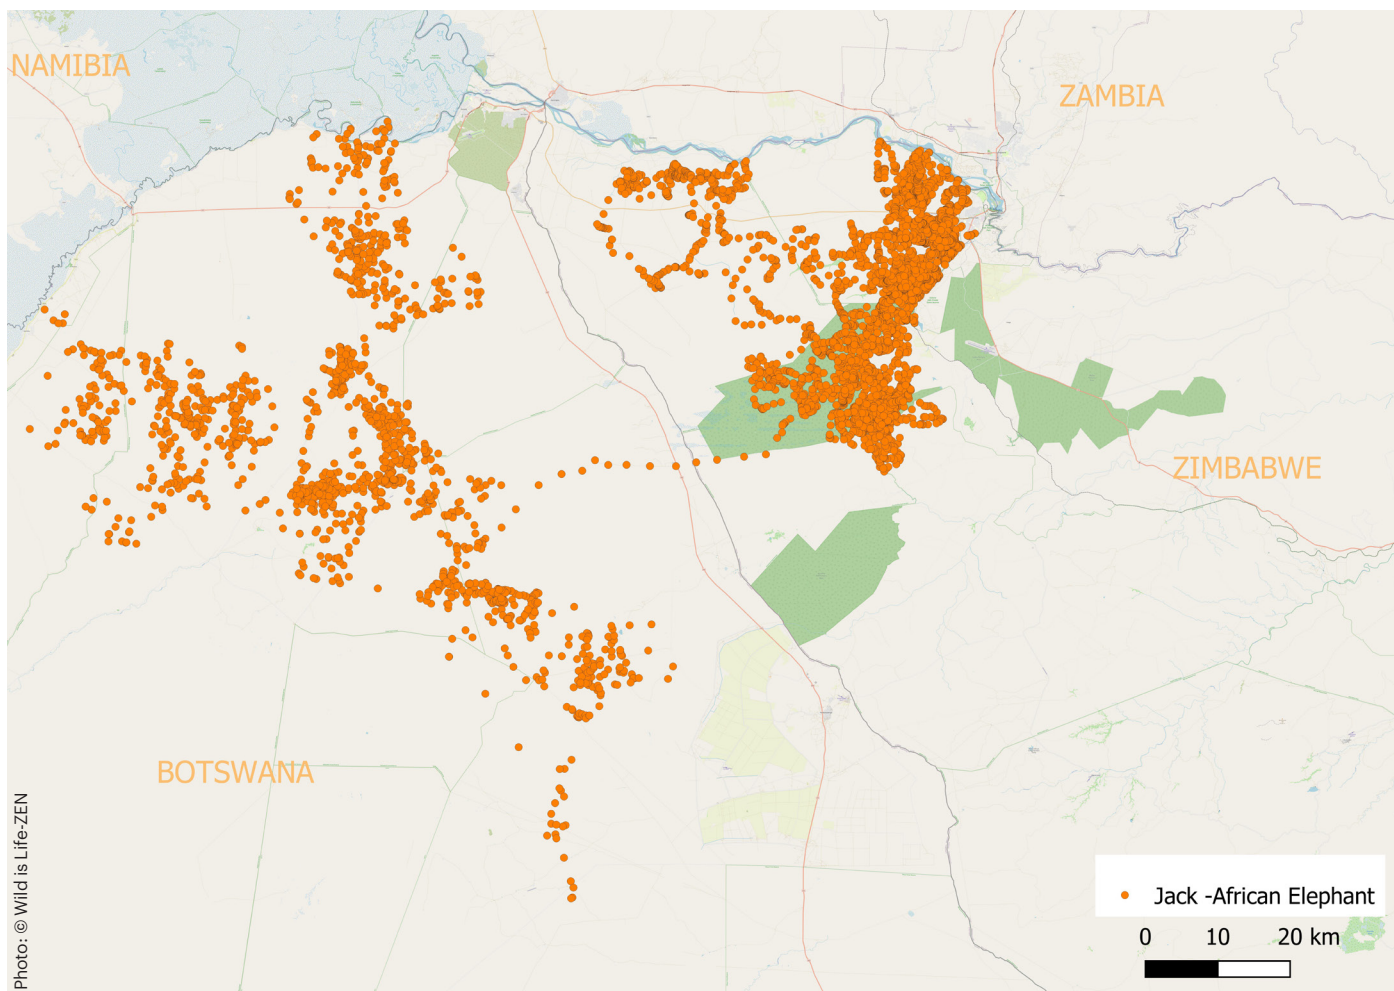 NAMIBIA
ZAMBIA
ZIMBABWE
BOTSWANA
Photo: © Wild is Life-ZEN
Jack -African Elephant
0 10 20 km